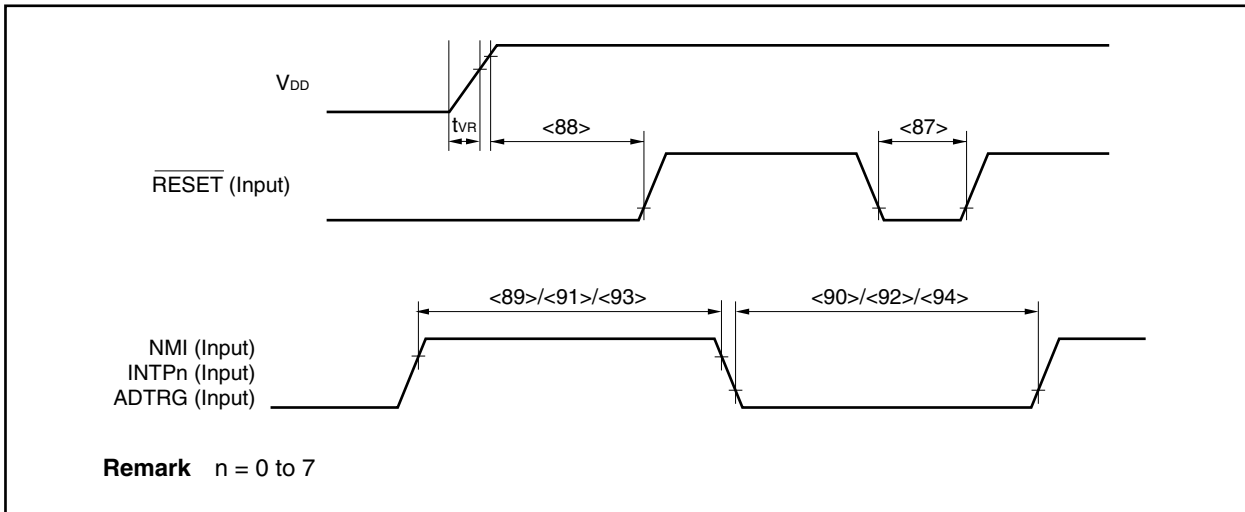 VDD
tVR
<88>
<87>
RESET (Input)
<89>/<91>/<93>
<90>/<92>/<94>
NMI (Input)
INTPn (Input)
ADTRG (Input)
Remark n = 0 to 7